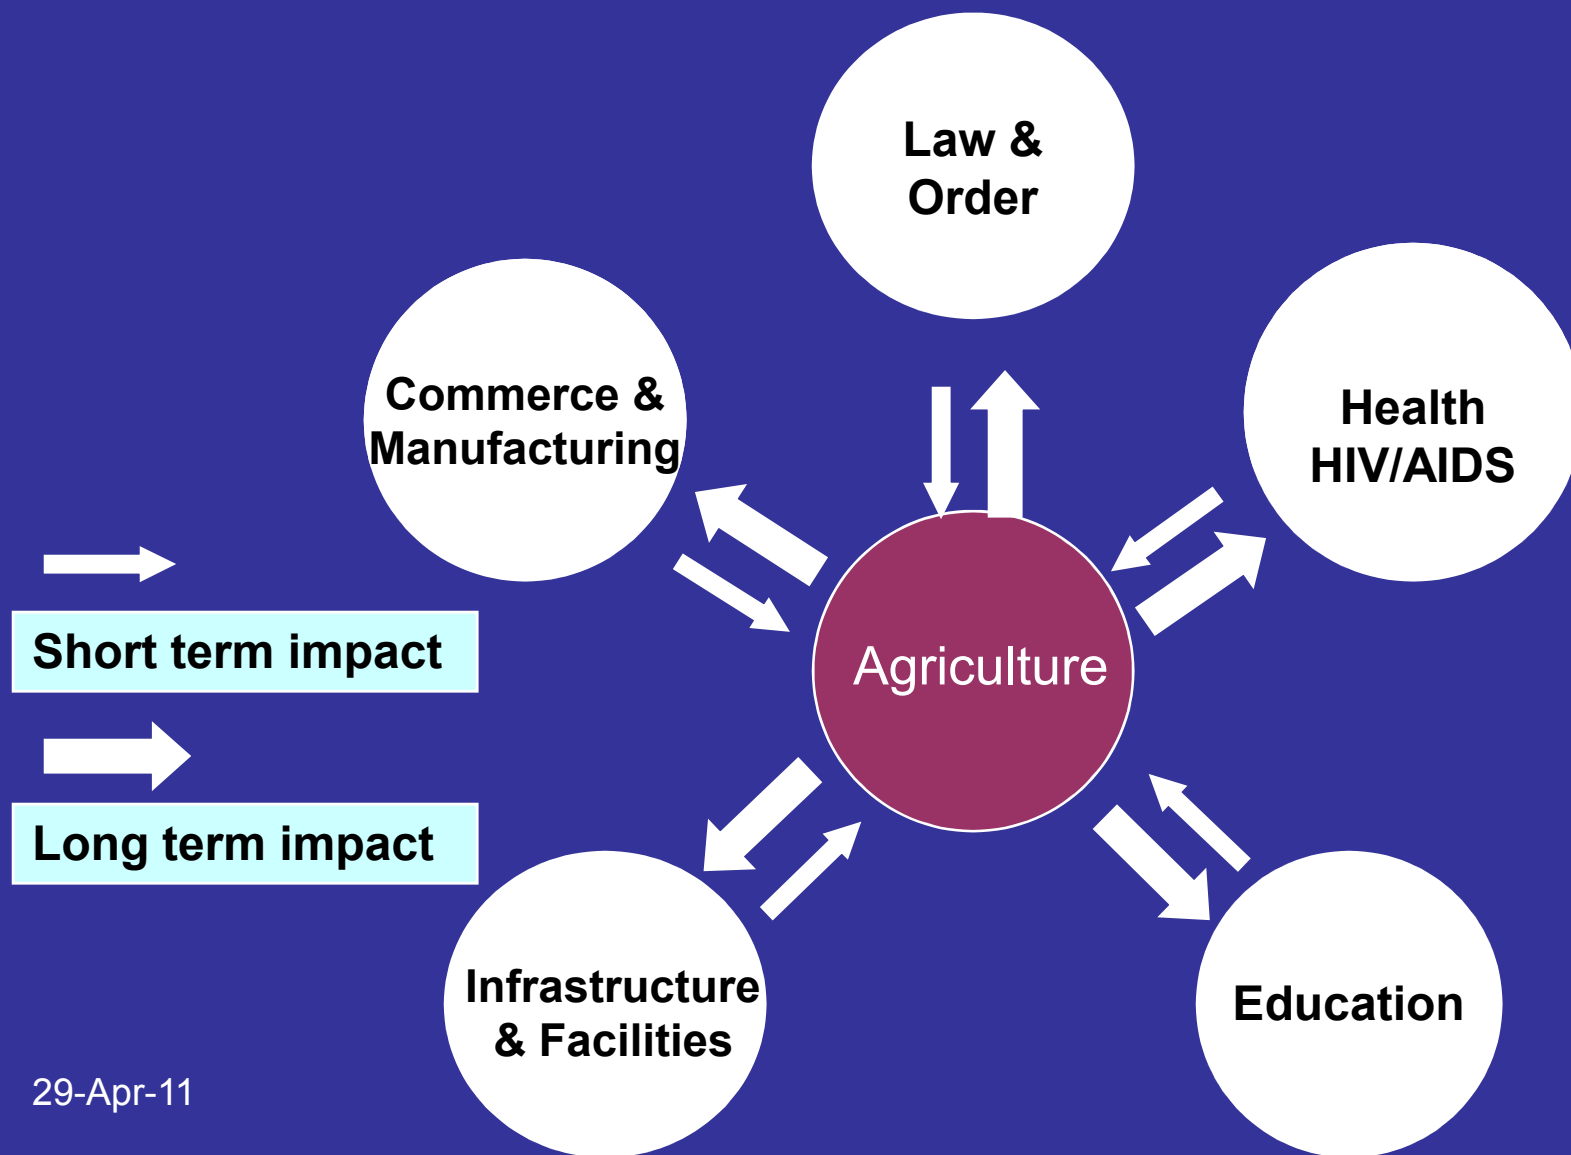 Law &
Order
Commerce &
Manufacturing
Health
HIV/AIDS
Short term impact
Agriculture
Long term impact
Infrastructure
& Facilities
Education
29-Apr-11